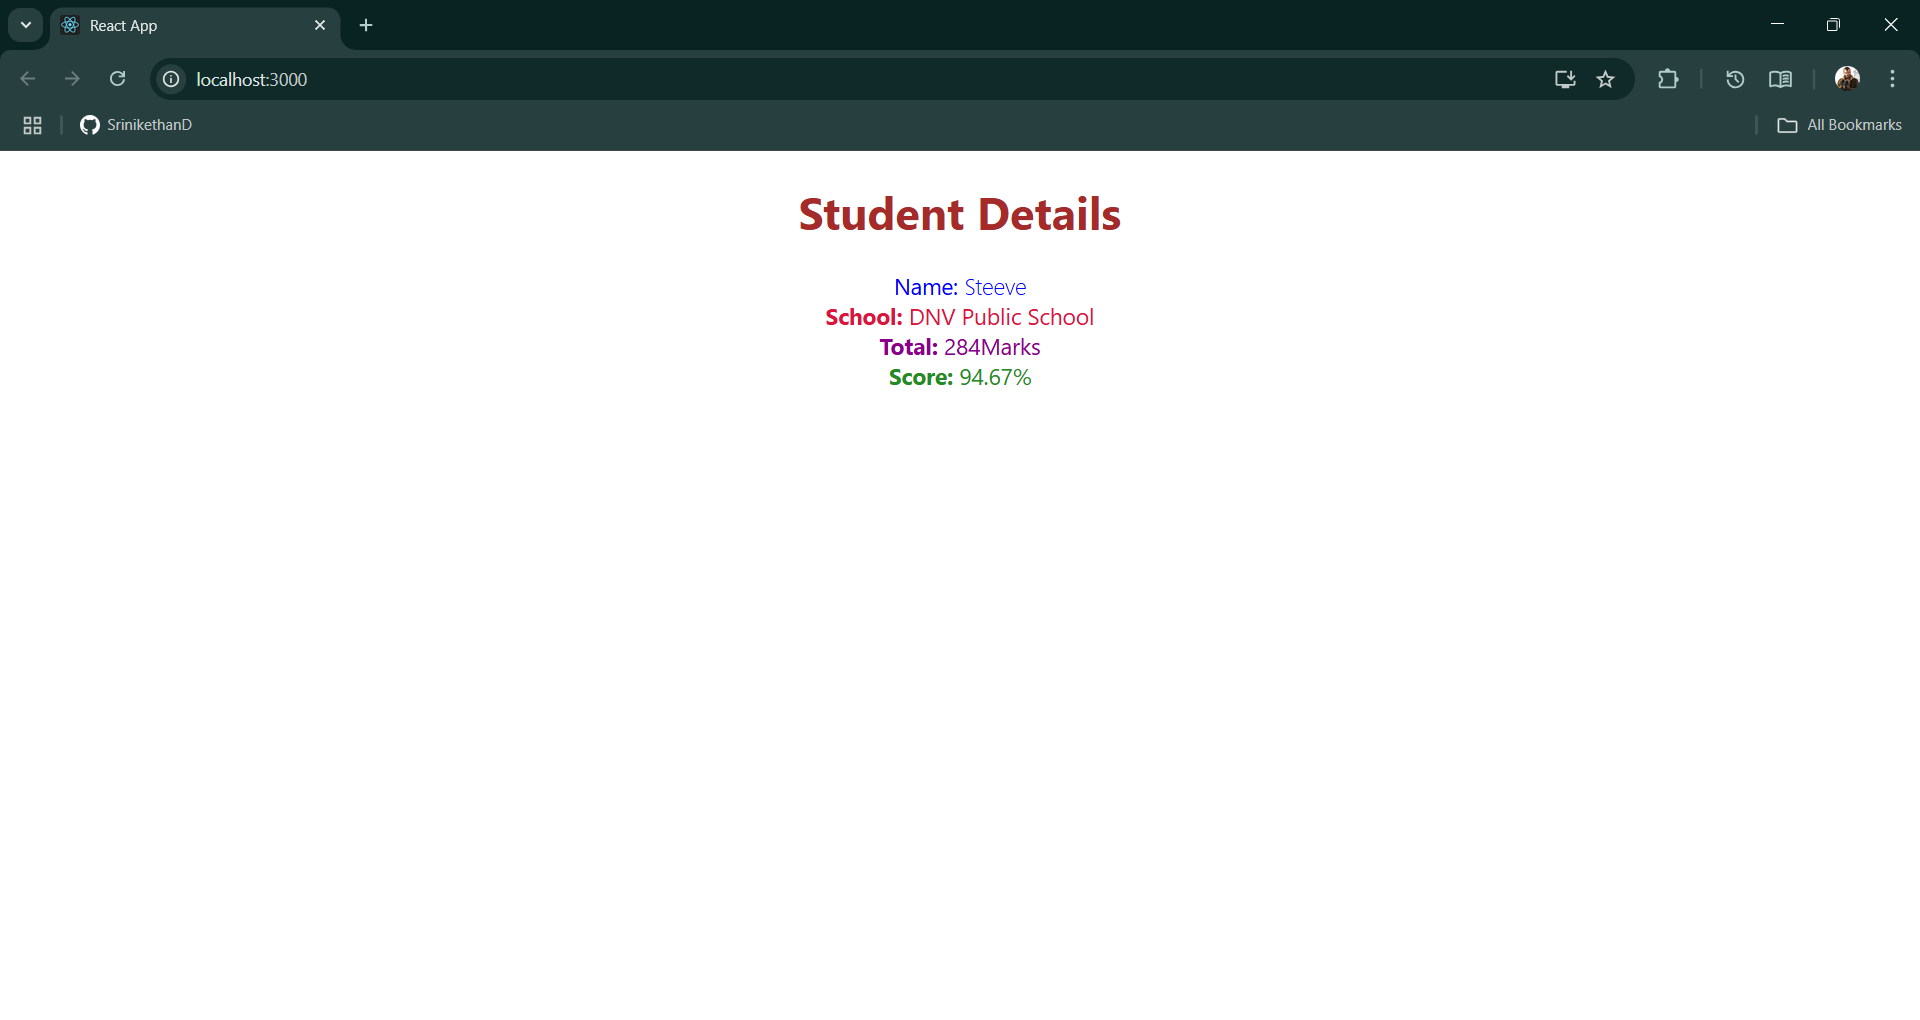 React App
localhost:3000
SrinikethanD
All Bookmarks
Student Details
Name: Steeve
School: DNV Public School
Total: 284Marks
Score: 94.67%